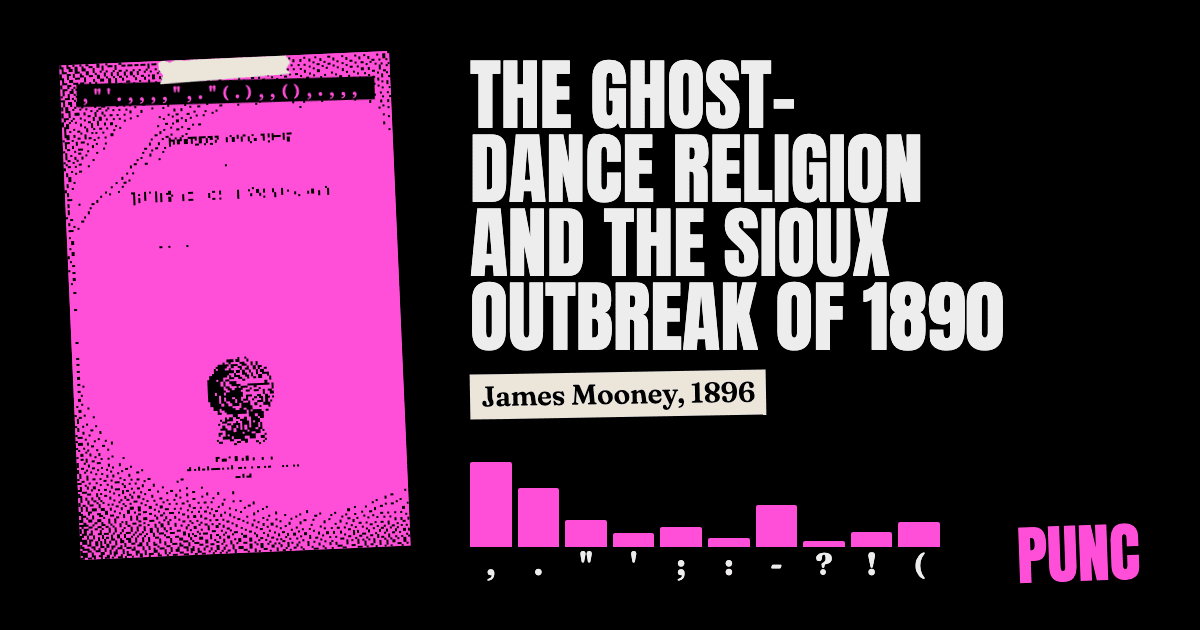 ,"'.,,,,",."(.),,(),.,,,
THE GHOST-
DANCE RELIGION
AND THE SIOUX
OUTBREAK OF 1890
James Mooney, 1896
, . " ' ; : - ? ! (
PUNC